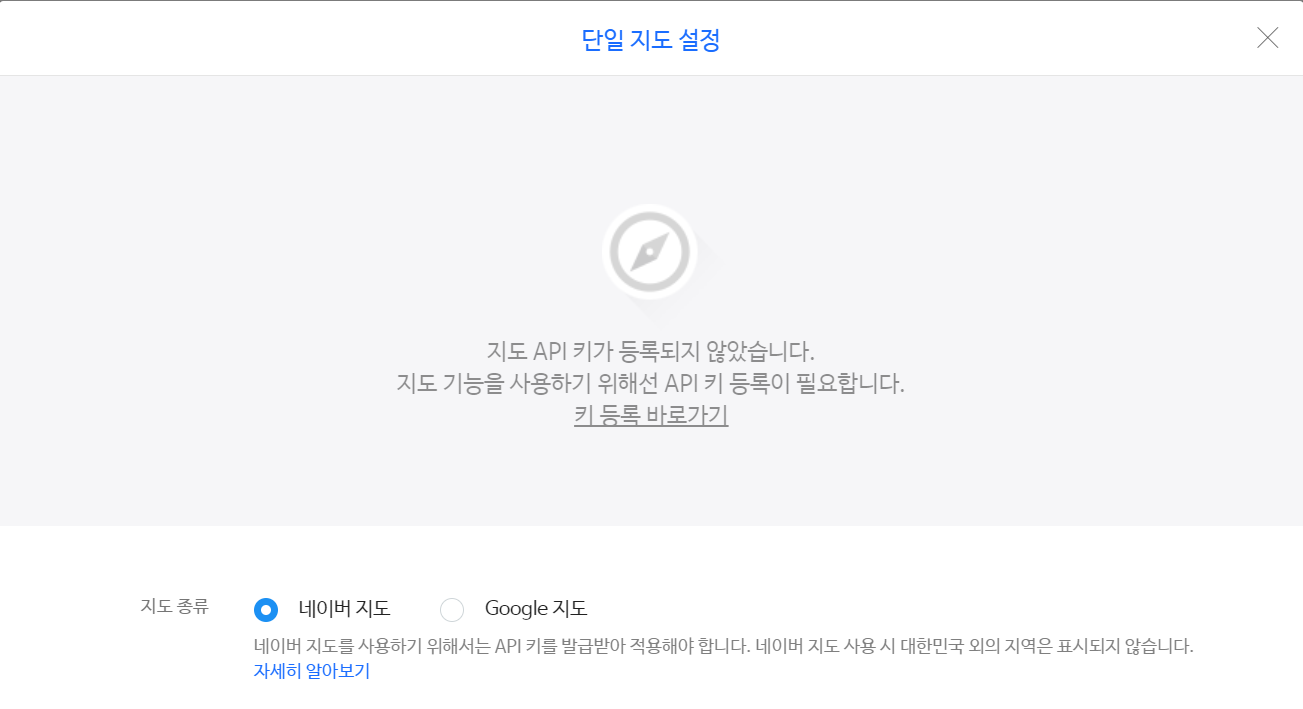 단일 지도 설정
지도 API 키가 등록되지 않았습니다.
지도 기능을 사용하기 위해선 API 키 등록이 필요합니다.
키 등록 바로가기
지도 종류
네이버 지도
Google 지도
네이버 지도를 사용하기 위해서는 API 키를 발급받아 적용해야 합니다. 네이버 지도 사용 시 대한민국 외의 지역은 표시되지 않습니다.
자세히 알아보기